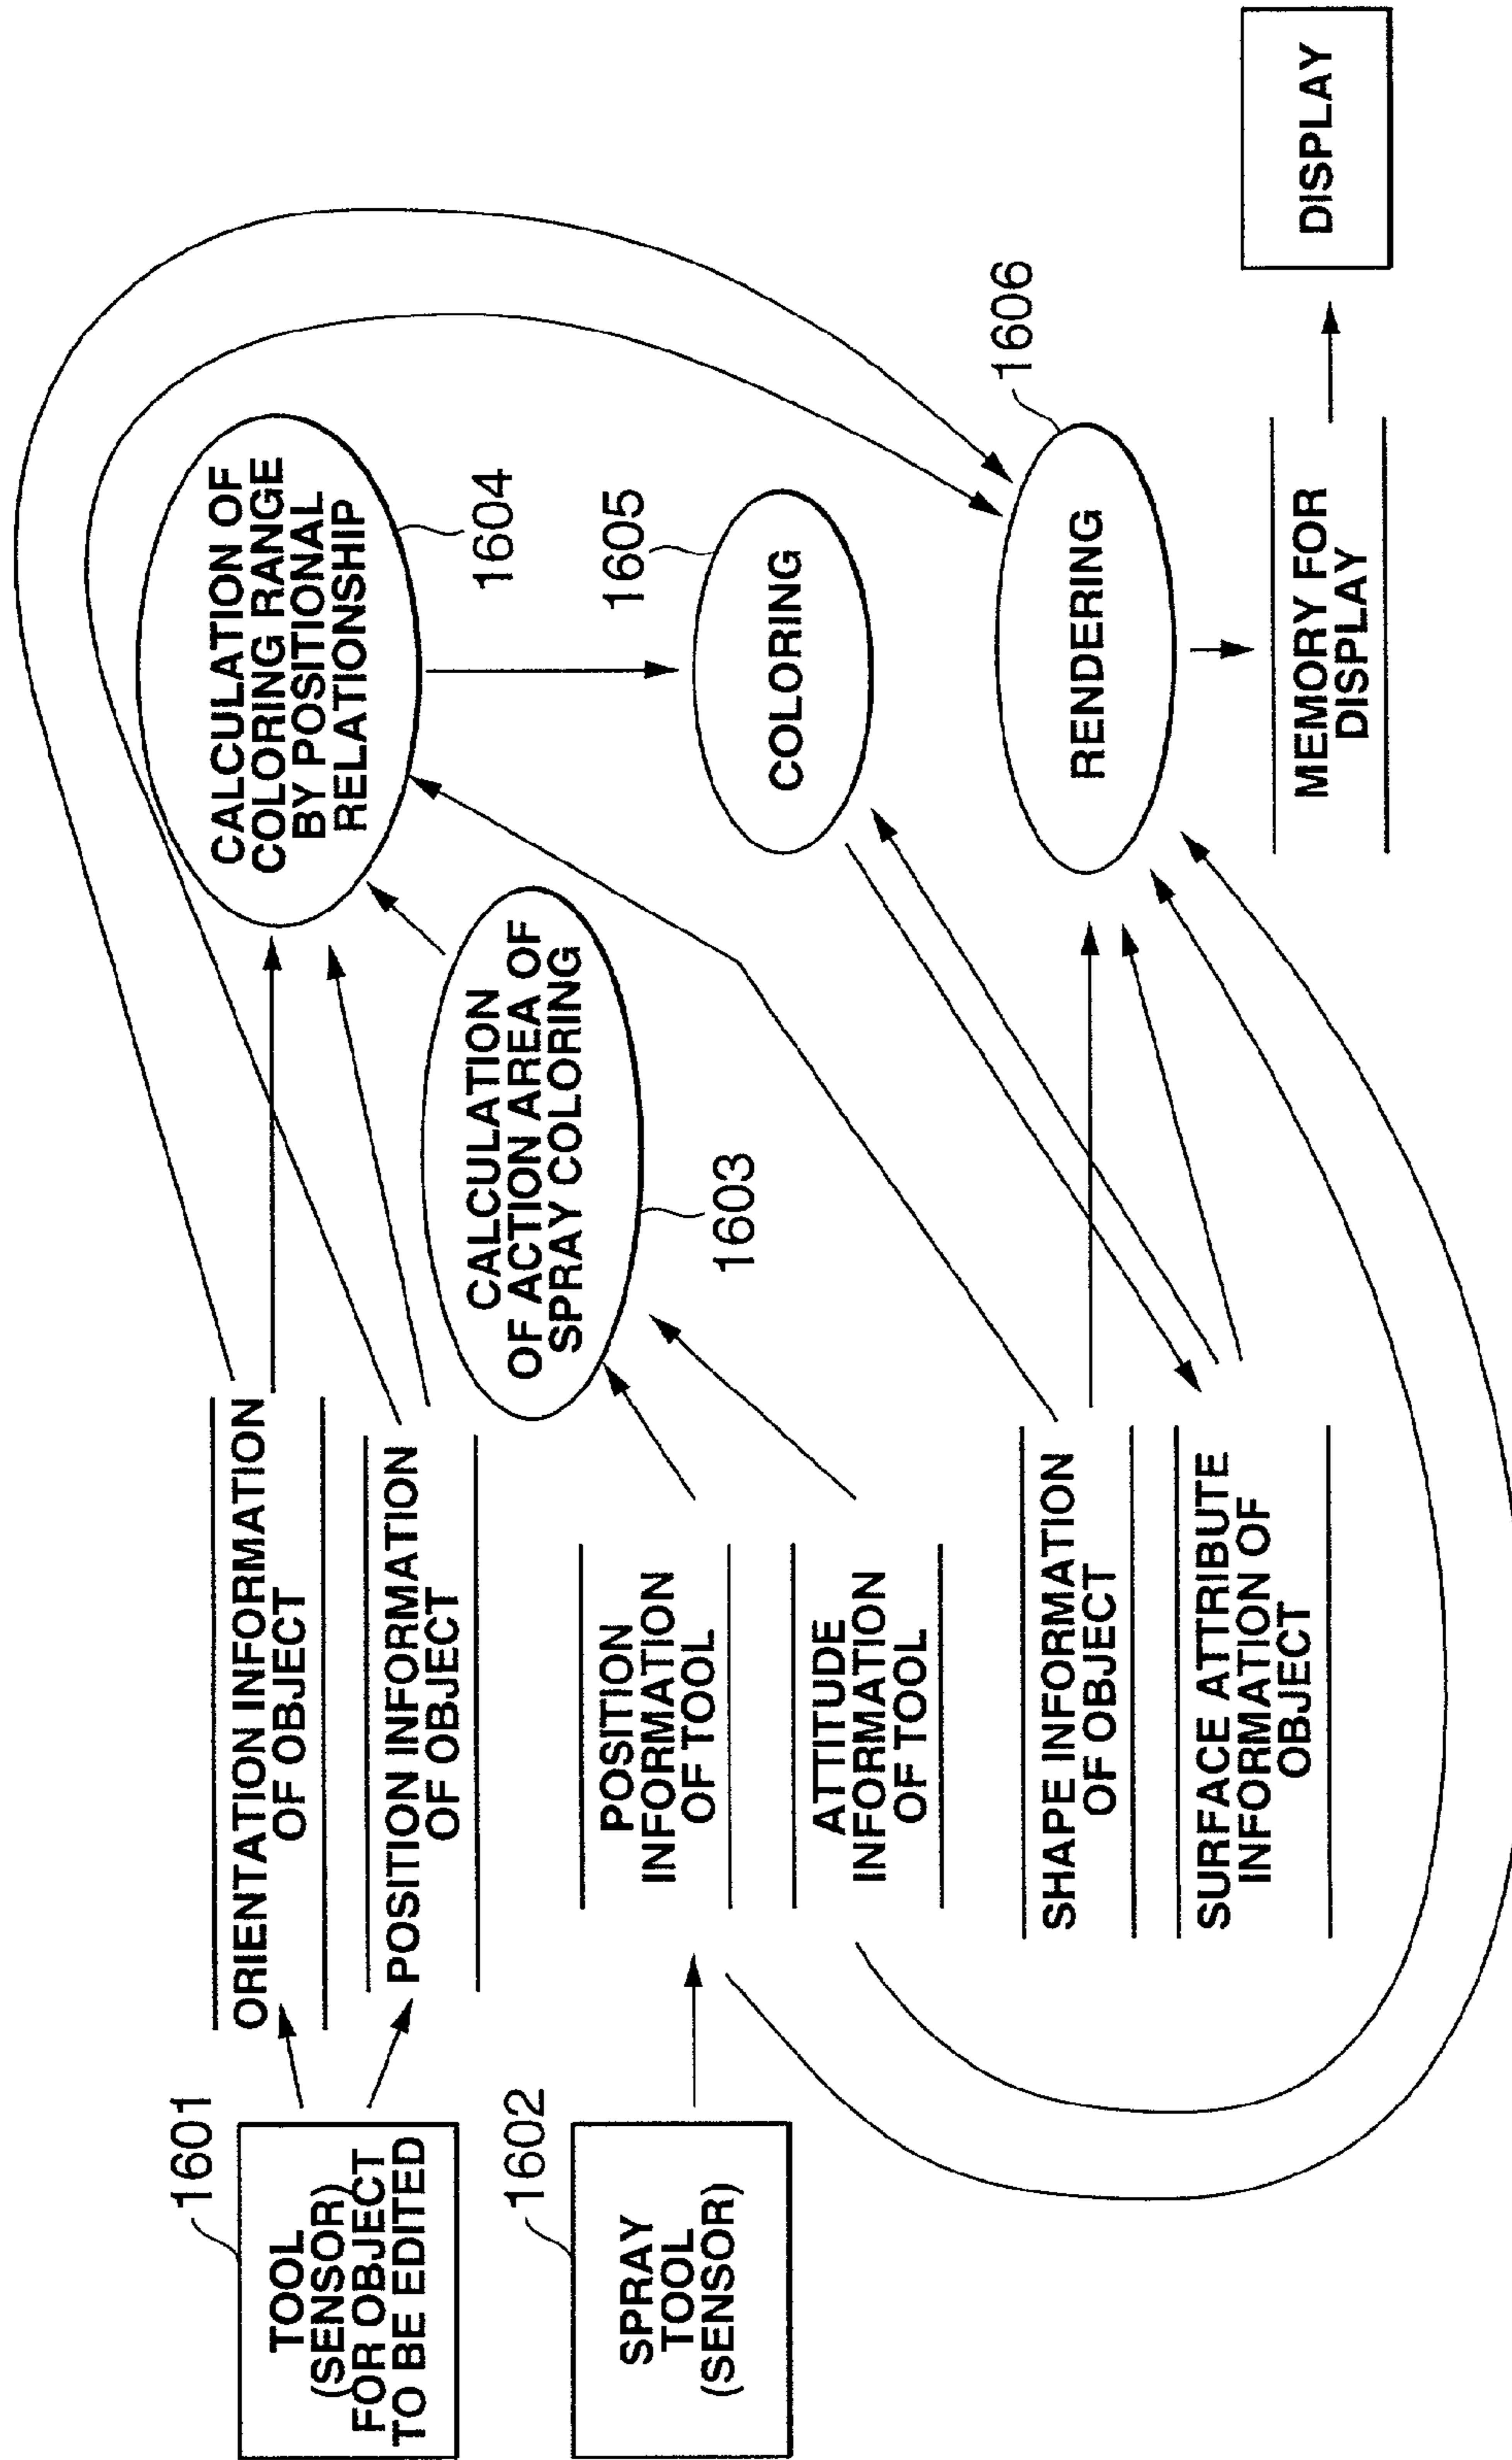 1601
TOOL
(SENSOR)
FOR OBJECT
TO BE EDITED
1602
SPRAY
TOOL
(SENSOR)
ORIENTATION INFORMATION
OF OBJECT
POSITION INFORMATION
OF OBJECT
POSITION
INFORMATION
OF TOOL
ATTITUDE
INFORMATION
OF TOOL
SHAPE INFORMATION
OF OBJECT
SURFACE ATTRIBUTE
INFORMATION OF
OBJECT
CALCULATION
OF ACTION AREA OF
SPRAY COLORING
1603
CALCULATION OF
COLORING RANGE
BY POSITIONAL
RELATIONSHIP
1604
1605
COLORING
1606
RENDERING
MEMORY FOR
DISPLAY
DISPLAY